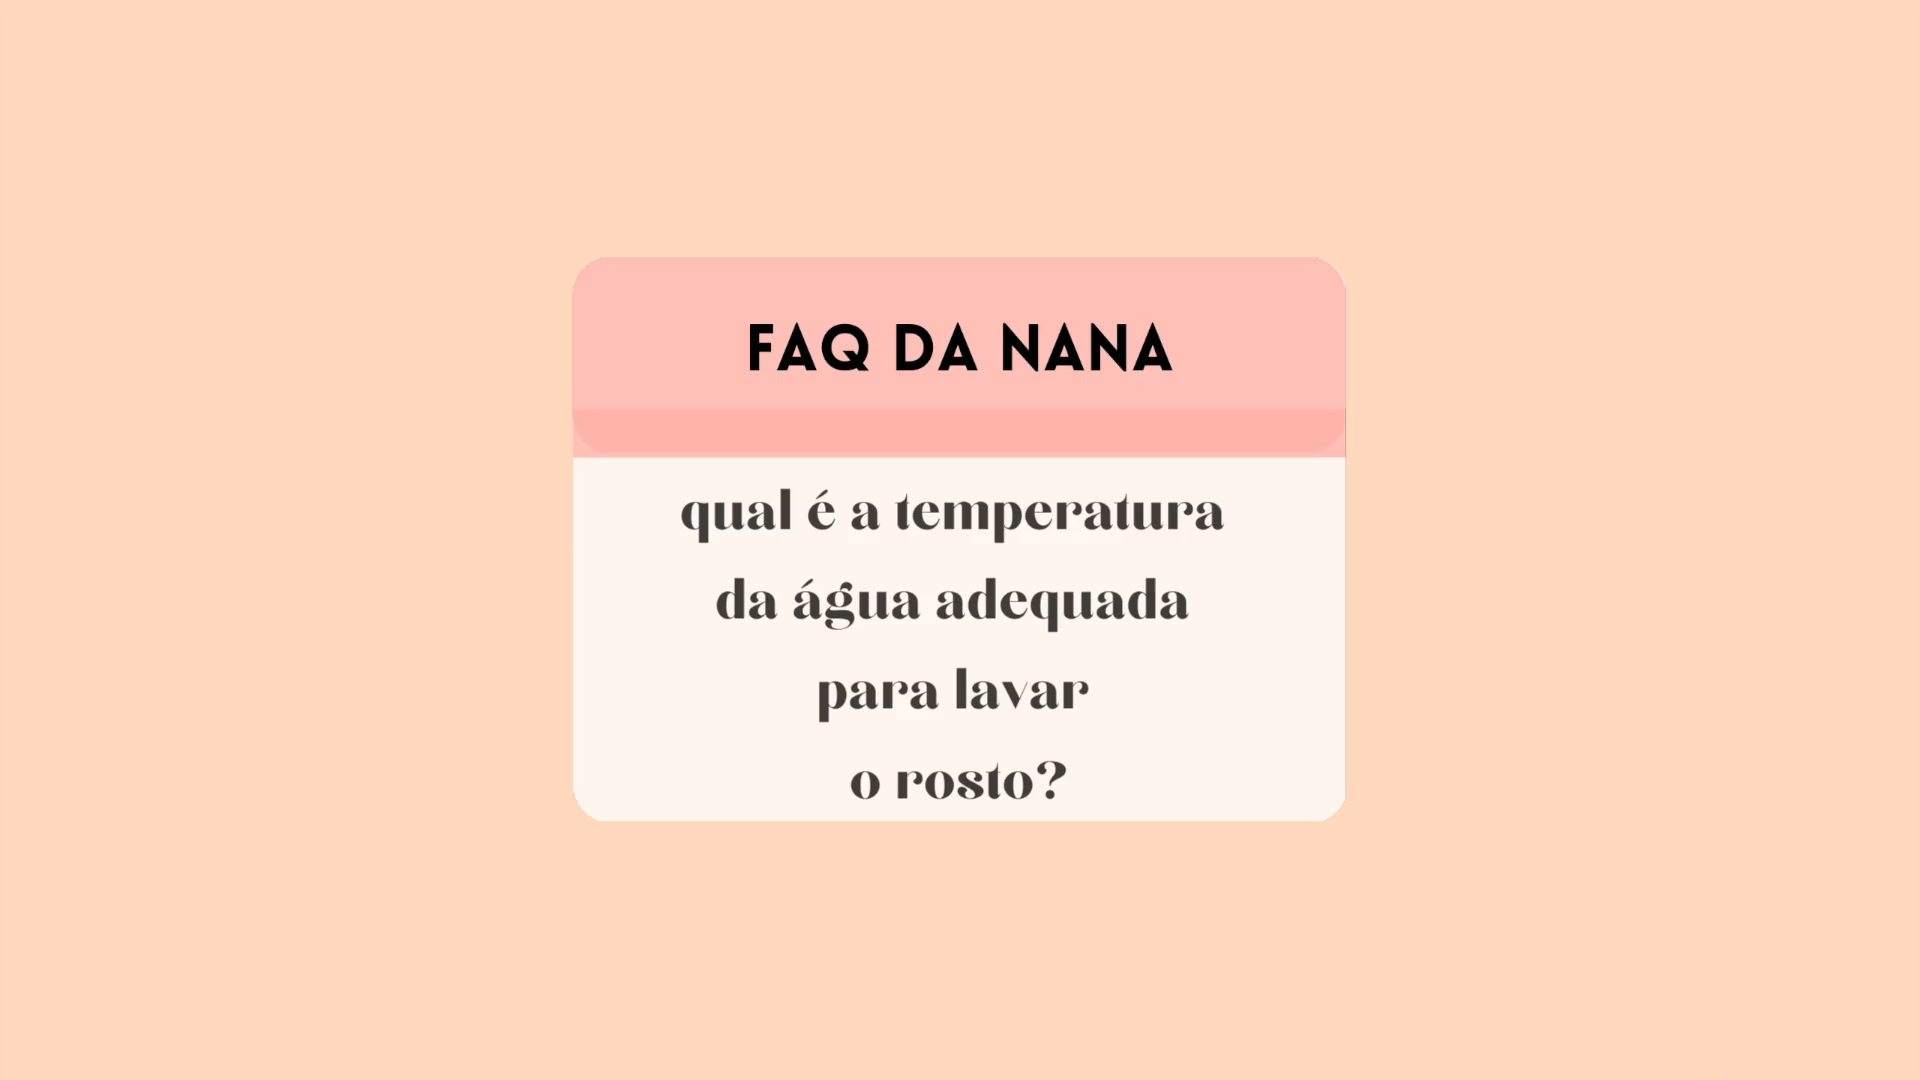 FAQ DA NANA
qual é a temperatura
da água adequada
para lavar
o rosto?